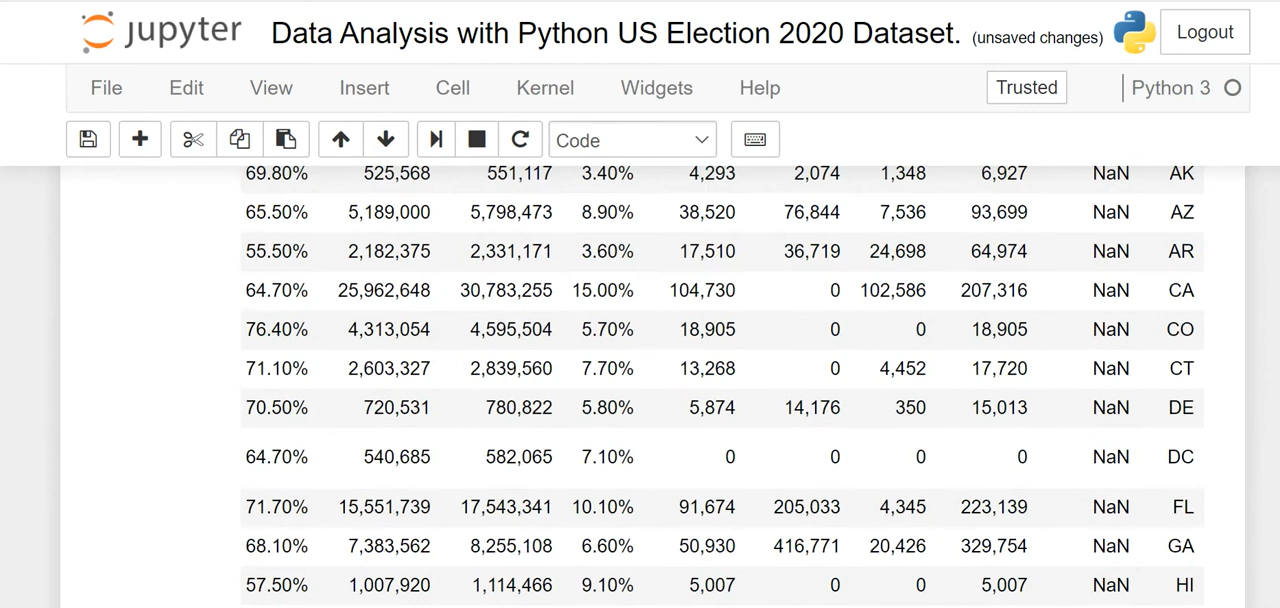 jupyter Data Analysis with Python US Election 2020 Dataset. (unsaved changes) Logout
File Edit View Insert Cell Kernel Widgets Help Trusted Python 3
Code
69.80% 525,568 551,117 3.40% 4,293 2,074 1,348 6,927 NaN AK
65.50% 5,189,000 5,798,473 8.90% 38,520 76,844 7,536 93,699 NaN AZ
55.50% 2,182,375 2,331,171 3.60% 17,510 36,719 24,698 64,974 NaN AR
64.70% 25,962,648 30,783,255 15.00% 104,730 0 102,586 207,316 NaN CA
76.40% 4,313,054 4,595,504 5.70% 18,905 0 0 18,905 NaN CO
71.10% 2,603,327 2,839,560 7.70% 13,268 0 4,452 17,720 NaN CT
70.50% 720,531 780,822 5.80% 5,874 14,176 350 15,013 NaN DE
64.70% 540,685 582,065 7.10% 0 0 0 0 NaN DC
71.70% 15,551,739 17,543,341 10.10% 91,674 205,033 4,345 223,139 NaN FL
68.10% 7,383,562 8,255,108 6.60% 50,930 416,771 20,426 329,754 NaN GA
57.50% 1,007,920 1,114,466 9.10% 5,007 0 0 5,007 NaN HI